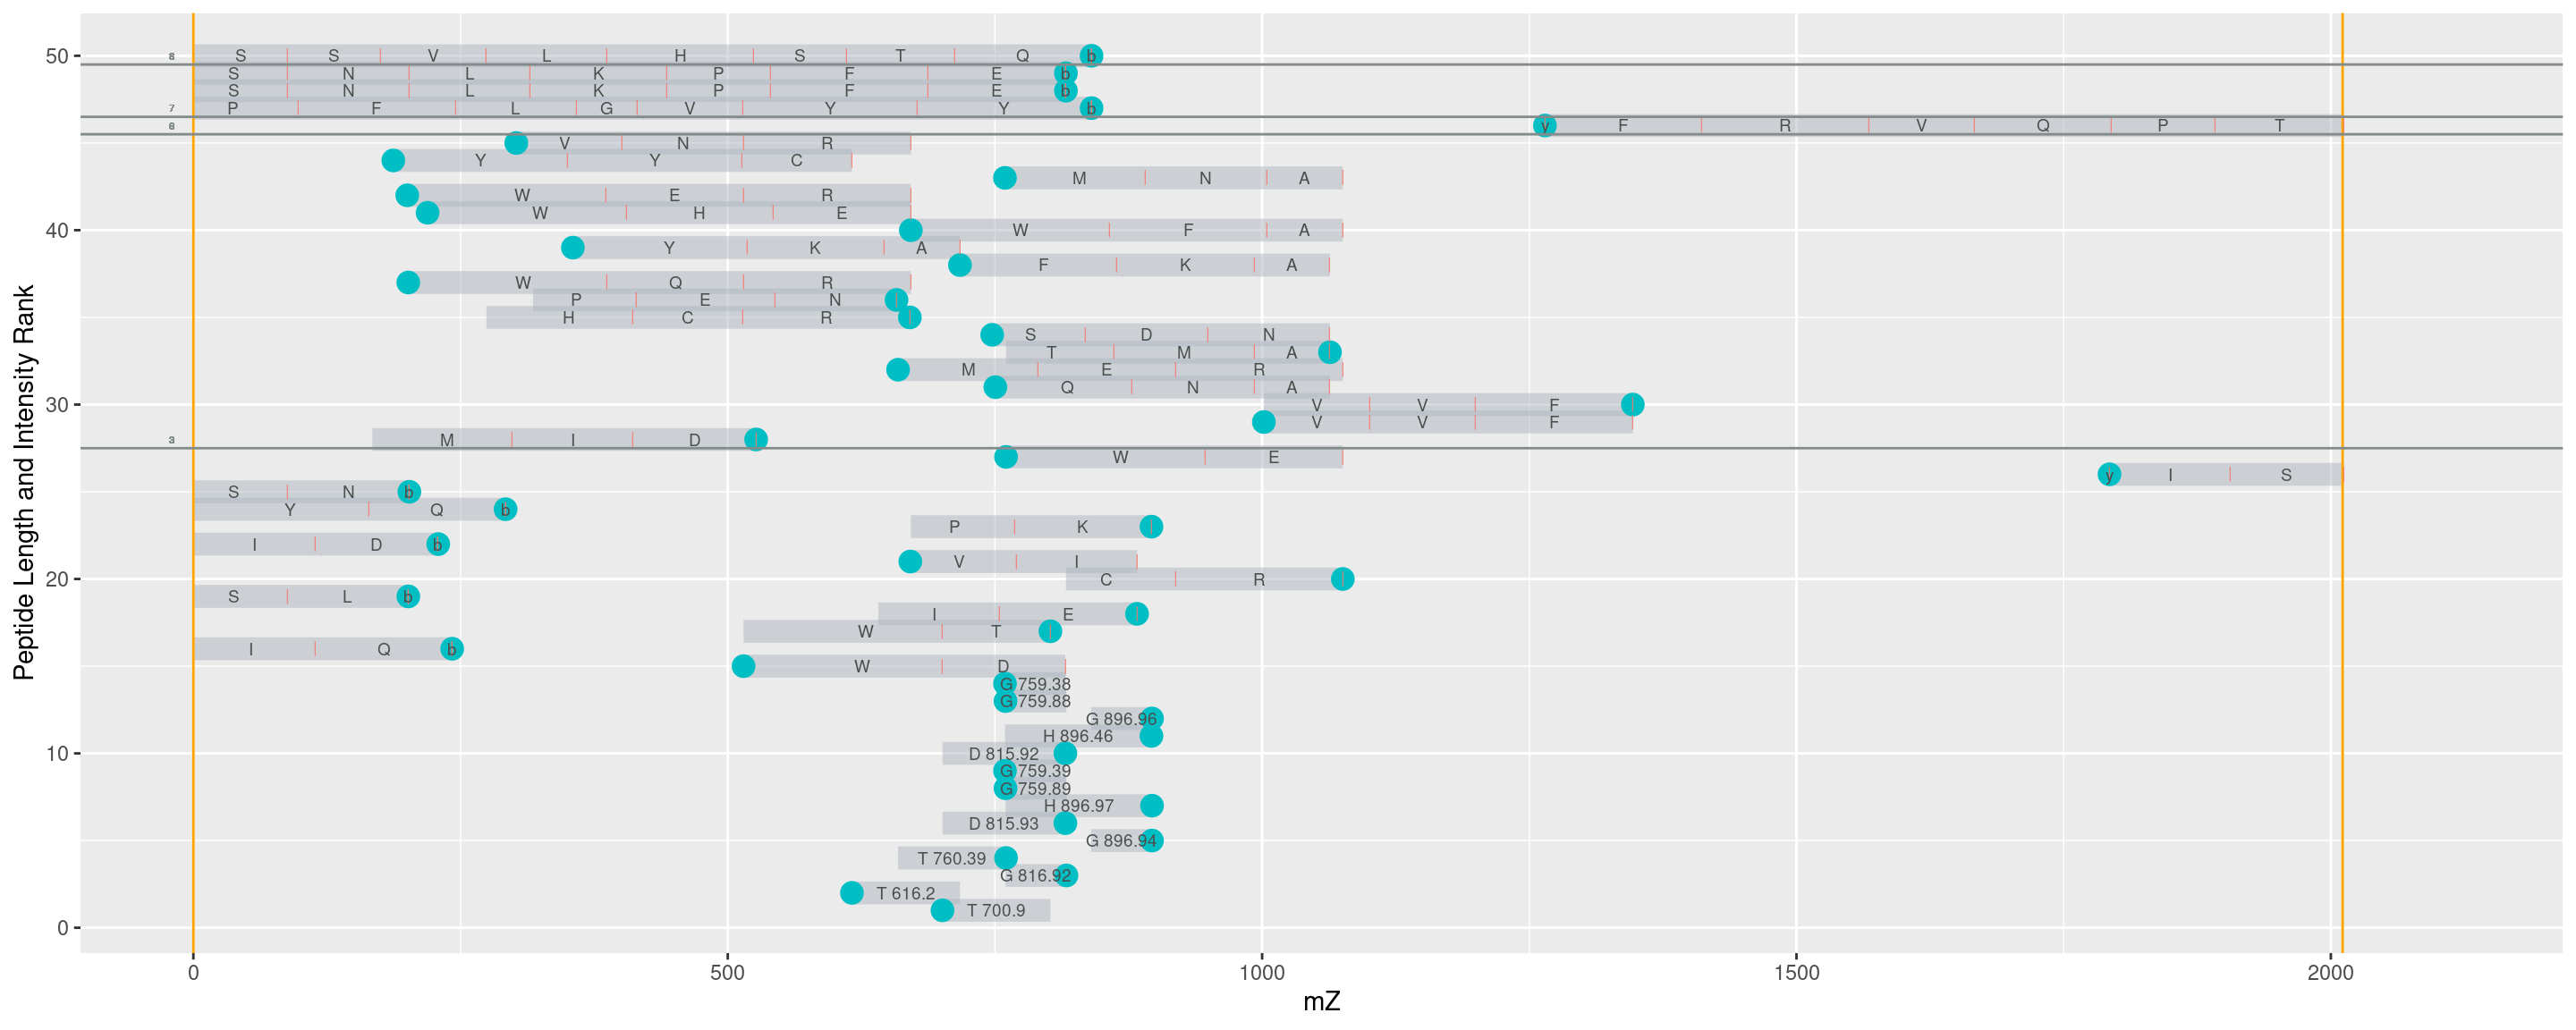 50
8
S S V L H S T Q b
S N L K P F E b
S N L K P F E b
7
P F L G V Y Y b
6
y F R V Q P T
V N R
Y Y C
M N A
W E R
W H E
40
W F A
Y K A
F K A
W Q R
P E N
H C R
S D N
T M A
M E R
Q N A
30
V V F
V V F
3
M I D
W E
y I S
S N b
Y Q b
P K
I D b
V I
20
C R
S L b
I E
W T
I Q b
W D
G 759.38
G 759.88
G 896.96
H 896.46
10
D 815.92
G 759.39
G 759.89
H 896.97
D 815.93
G 896.94
T 760.39
G 816.92
T 616.2
T 700.9
0
0 500 1000 1500 2000
mZ
Peptide Length and Intensity Rank